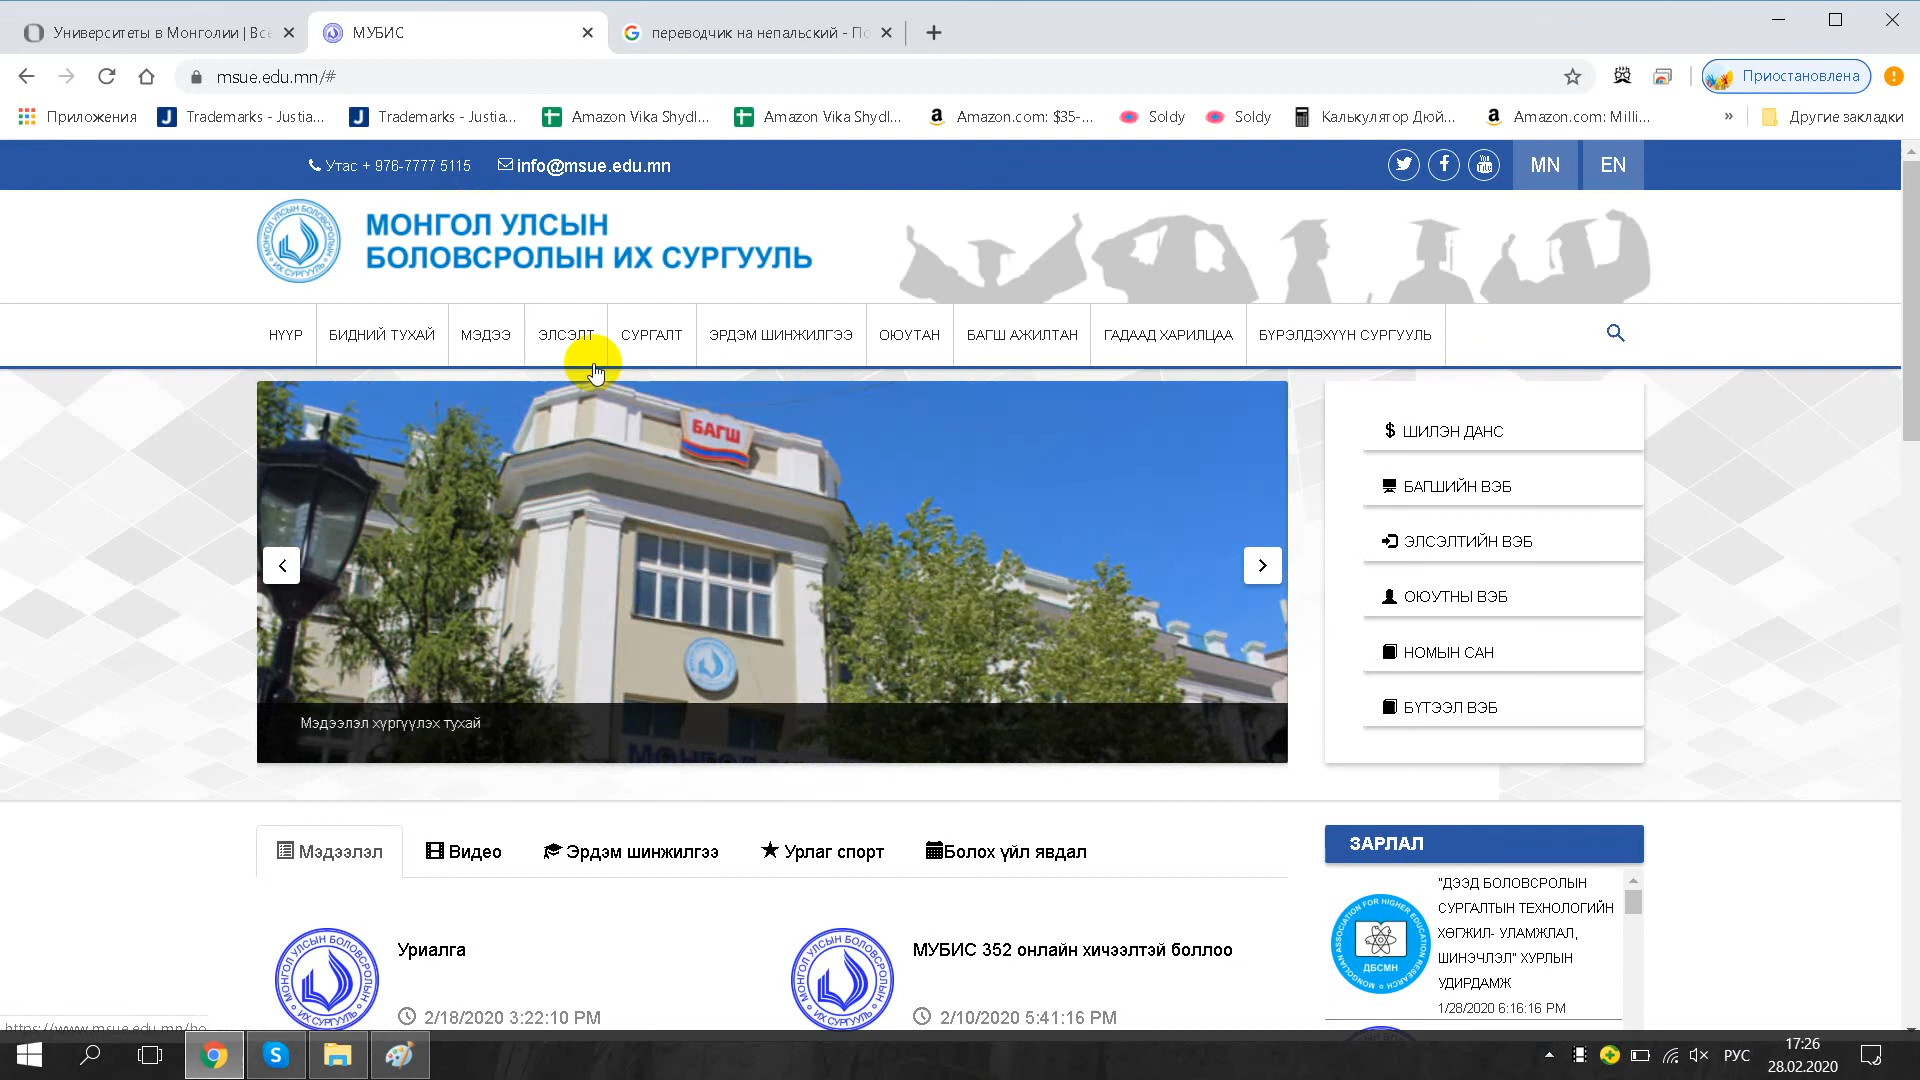 Университеты в Монголии | Всё
МУБИС
переводчик на непальский - По
msue.edu.mn/#
Приостановлена
Приложения
Trademarks - Justia...
Trademarks - Justia...
Amazon Vika Shydl...
Amazon Vika Shydl...
Amazon.com: $35-...
Soldy
Soldy
Калькулятор Дюй...
Amazon.com: Milli...
»
Другие закладки
Утас + 976-7777 5115
info@msue.edu.mn
MN
EN
МОНГОЛ УЛСЫН
БОЛОВСРОЛЫН ИХ СУРГУУЛЬ
НҮҮР
БИДНИЙ ТУХАЙ
МЭДЭЭ
ЭЛСЭЛТ
СУРГАЛТ
ЭРДЭМ ШИНЖИЛГЭЭ
ОЮУТАН
БАГШ АЖИЛТАН
ГАДААД ХАРИЛЦАА
БҮРЭЛДЭХҮҮН СУРГУУЛЬ
БАГШ
Мэдээлэл хүргүүлэх тухай
ШИЛЭН ДАНС
БАГШИЙН ВЭБ
ЭЛСЭЛТИЙН ВЭБ
ОЮУТНЫ ВЭБ
НОМЫН САН
БҮТЭЭЛ ВЭБ
Мэдээлэл
Видео
Эрдэм шинжилгээ
Урлаг спорт
Болох үйл явдал
Уриалга
2/18/2020 3:22:10 PM
МУБИС 352 онлайн хичээлтэй боллоо
2/10/2020 5:41:16 PM
ЗАРЛАЛ
"ДЭЭД БОЛОВСРОЛЫН
СУРГАЛТЫН ТЕХНОЛОГИЙН
ХӨГЖИЛ- УЛАМЖЛАЛ,
ШИНЭЧЛЭЛ" ХУРЛЫН
УДИРДАМЖ
1/28/2020 6:16:16 PM
ДБСМН
РУС
17:26
28.02.2020